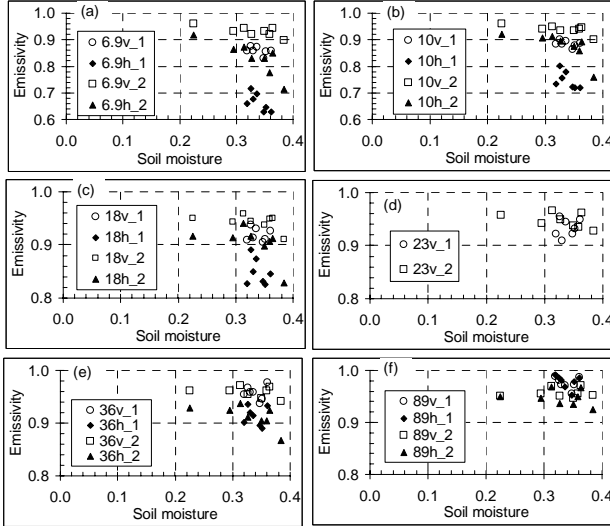 (a)
Emissivity
1.0
0.9
0.8
0.7
0.6
6.9v_1
6.9h_1
6.9v_2
6.9h_2
0.0 0.1 0.2 0.3 0.4
Soil moisture
(b)
Emissivity
1.0
0.9
0.8
0.7
0.6
10v_1
10h_1
10v_2
10h_2
0.0 0.1 0.2 0.3 0.4
Soil moisture
(c)
Emissivity
1.0
0.9
0.8
18v_1
18h_1
18v_2
18h_2
0.0 0.1 0.2 0.3 0.4
Soil moisture
(d)
Emissivity
1.0
0.9
0.8
23v_1
23v_2
0.0 0.1 0.2 0.3 0.4
Soil moisture
(e)
Emissivity
1.0
0.9
0.8
36v_1
36h_1
36v_2
36h_2
0.0 0.1 0.2 0.3 0.4
Soil moisture
(f)
Emissivity
1.0
0.9
0.8
89v_1
89h_1
89v_2
89h_2
0.0 0.1 0.2 0.3 0.4
Soil moisture